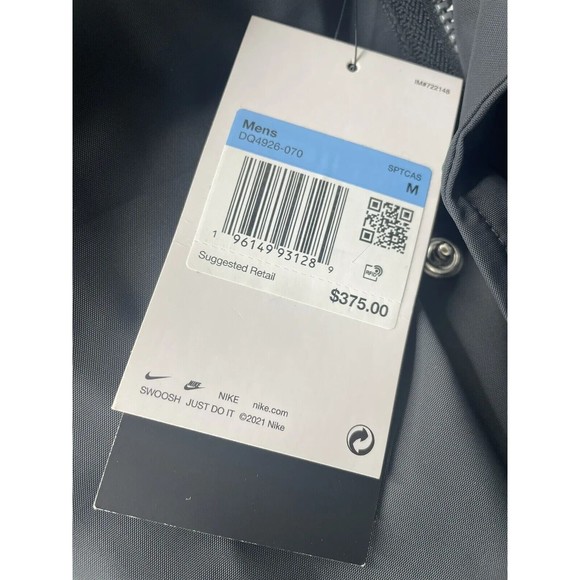 IM#722148
Mens
DQ4926-070
SPTCAS
M
1 96149 93128 9
Suggested Retail
RFID
$375.00
NIKE nike.com
SWOOSH JUST DO IT ©2021 Nike